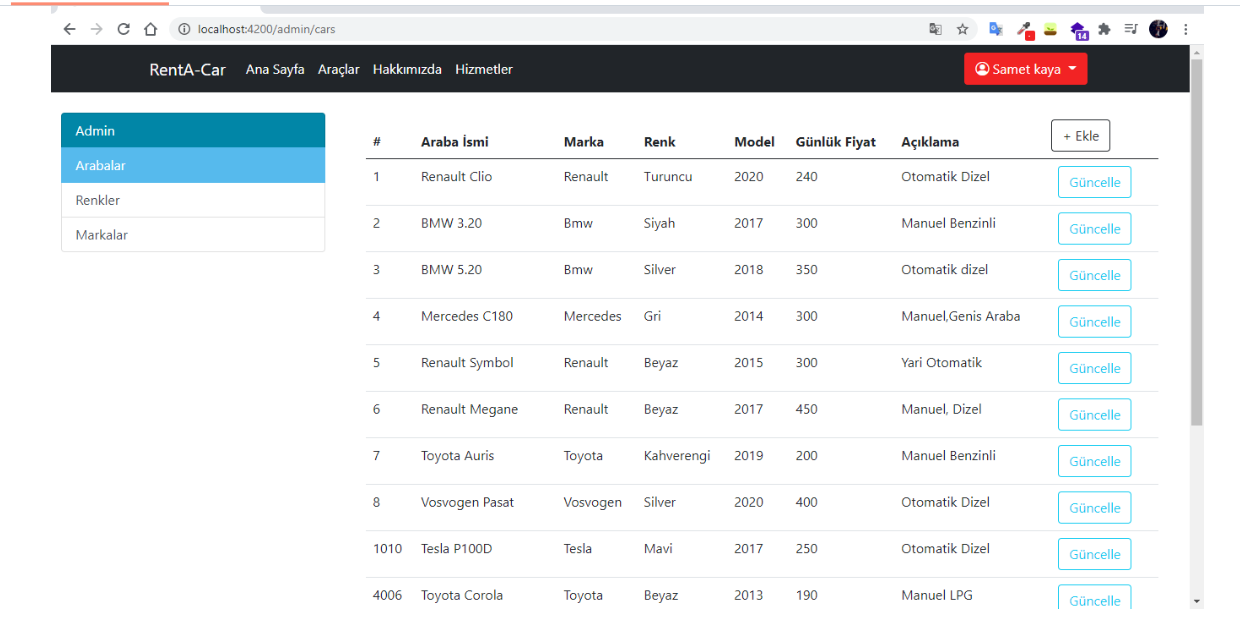 localhost:4200/admin/cars
14
RentA-Car Ana Sayfa Araçlar Hakkımızda Hizmetler Samet kaya
Admin
Arabalar
Renkler
Markalar
# Araba İsmi Marka Renk Model Günlük Fiyat Açıklama + Ekle
1 Renault Clio Renault Turuncu 2020 240 Otomatik Dizel Güncelle
2 BMW 3.20 Bmw Siyah 2017 300 Manuel Benzinli Güncelle
3 BMW 5.20 Bmw Silver 2018 350 Otomatik dizel Güncelle
4 Mercedes C180 Mercedes Gri 2014 300 Manuel,Genis Araba Güncelle
5 Renault Symbol Renault Beyaz 2015 300 Yari Otomatik Güncelle
6 Renault Megane Renault Beyaz 2017 450 Manuel, Dizel Güncelle
7 Toyota Auris Toyota Kahverengi 2019 200 Manuel Benzinli Güncelle
8 Vosvogen Pasat Vosvogen Silver 2020 400 Otomatik Dizel Güncelle
1010 Tesla P100D Tesla Mavi 2017 250 Otomatik Dizel Güncelle
4006 Toyota Corola Toyota Beyaz 2013 190 Manuel LPG Güncelle